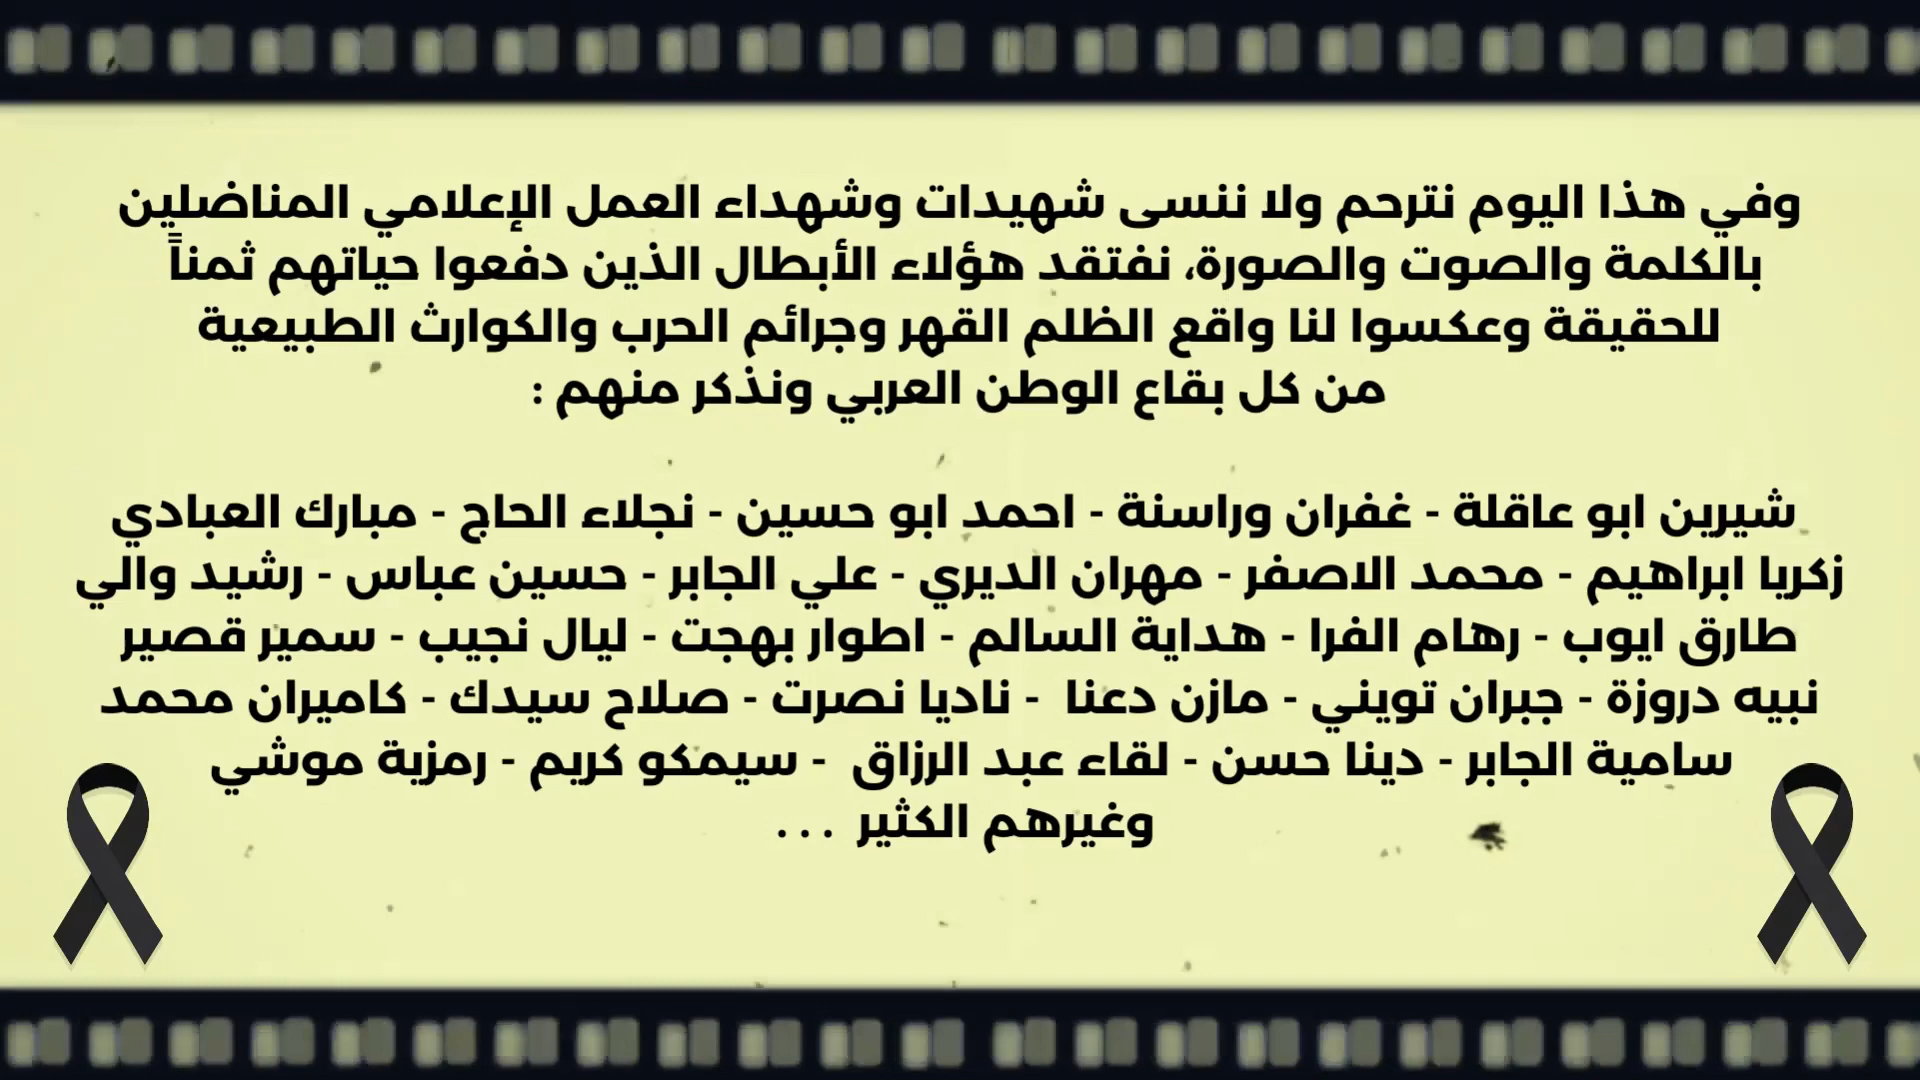 وفي هذا اليوم نترحم ولا ننسى شهيدات وشهداء العمل الإعلامي المناضلين
بالكلمة والصوت والصورة، نفتقد هؤلاء الأبطال الذين دفعوا حياتهم ثمناً
للحقيقة وعكسوا لنا واقع الظلم القهر وجرائم الحرب والكوارث الطبيعية
من كل بقاع الوطن العربي ونذكر منهم :
شيرين ابو عاقلة - غفران وراسنة - احمد ابو حسين - نجلاء الحاج - مبارك العبادي
زكريا ابراهيم - محمد الاصفر - مهران الديري - علي الجابر - حسين عباس - رشيد والي
طارق ايوب - رهام الفرا - هداية السالم - اطوار بهجت - ليال نجيب - سمير قصير
نبيه دروزة - جبران تويني - مازن دعنا - ناديا نصرت - صلاح سيدك - كاميران محمد
سامية الجابر - دينا حسن - لقاء عبد الرزاق - سيمكو كريم - رمزية موشي
وغيرهم الكثير ...